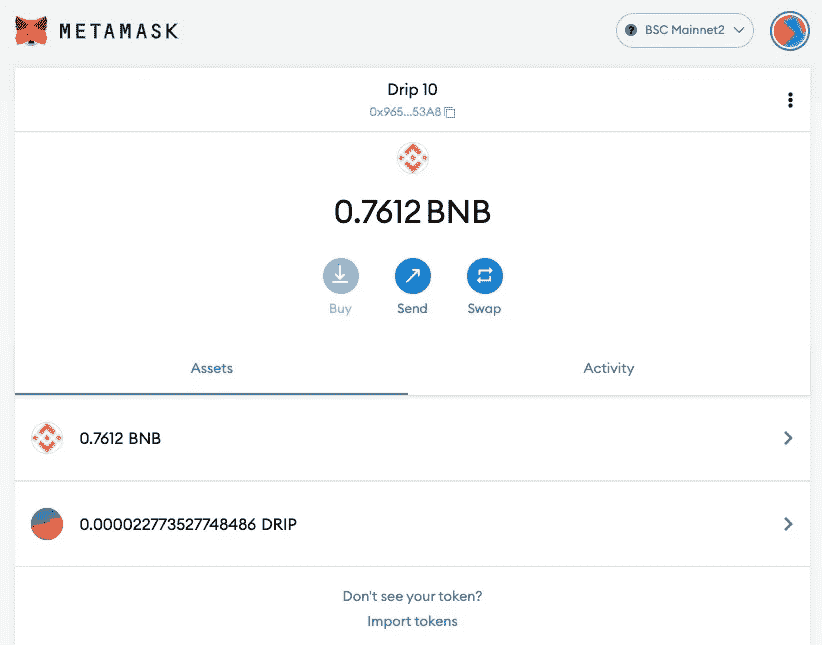 METAMASK
? BSC Mainnet2
Drip 10
0x965...53A8
0.7612 BNB
Buy Send Swap
Assets Activity
0.7612 BNB
0.000022773527748486 DRIP
Don't see your token?
Import tokens